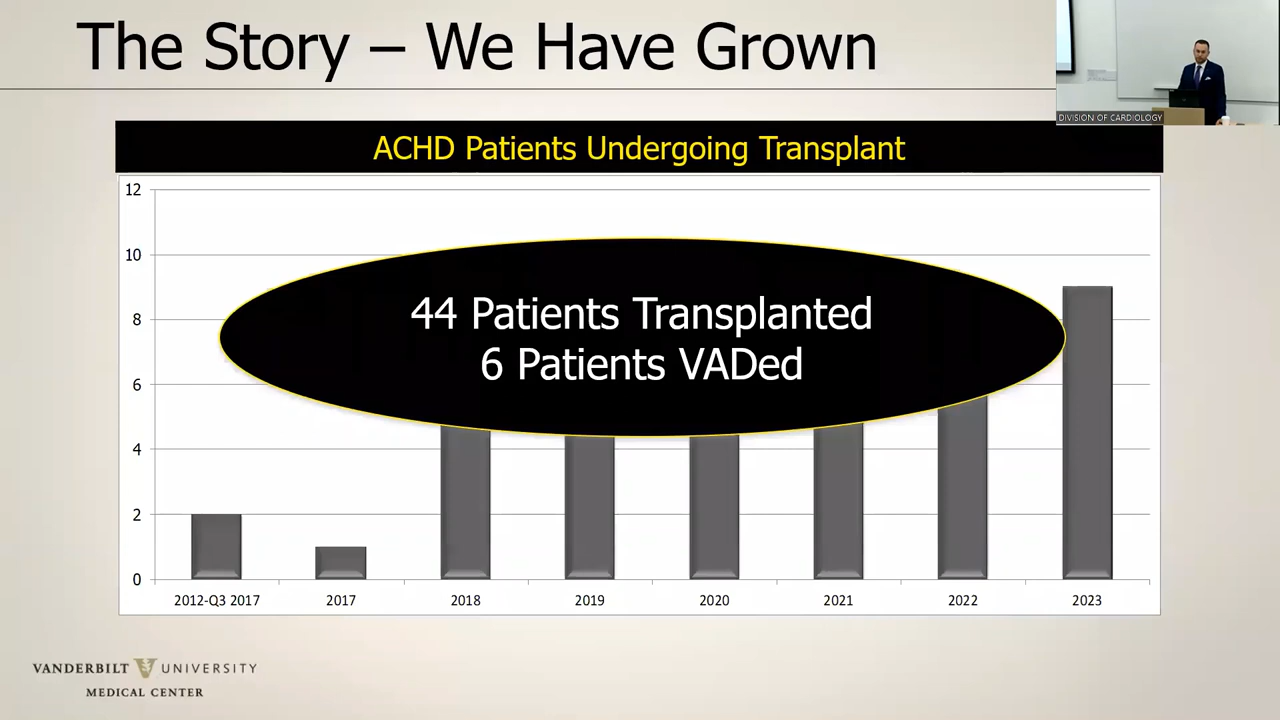 The Story – We Have Grown
DIVISION OF CARDIOLOGY
ACHD Patients Undergoing Transplant
12
10
8
6
4
2
0
44 Patients Transplanted
6 Patients VADed
2012-Q3 2017 2017 2018 2019 2020 2021 2022 2023
VANDERBILT UNIVERSITY
MEDICAL CENTER